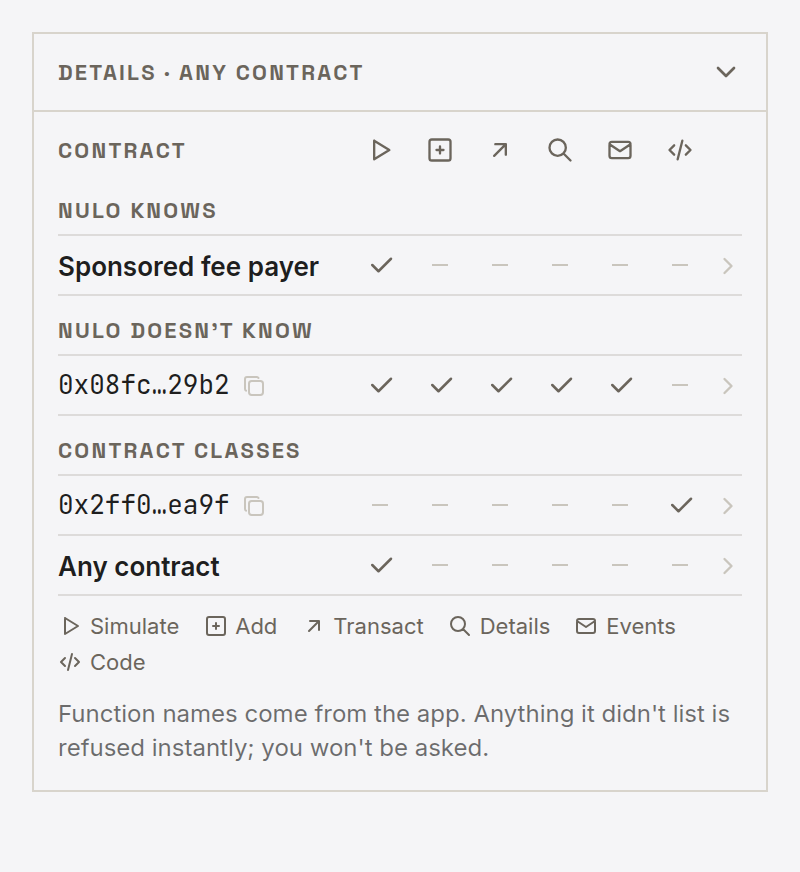 DETAILS · ANY CONTRACT
CONTRACT
NULO KNOWS
Sponsored fee payer
NULO DOESN’T KNOW
0x08fc…29b2
CONTRACT CLASSES
0x2ff0…ea9f
Any contract
Simulate Add Transact Details Events
Code
Function names come from the app. Anything it didn't list is
refused instantly; you won't be asked.